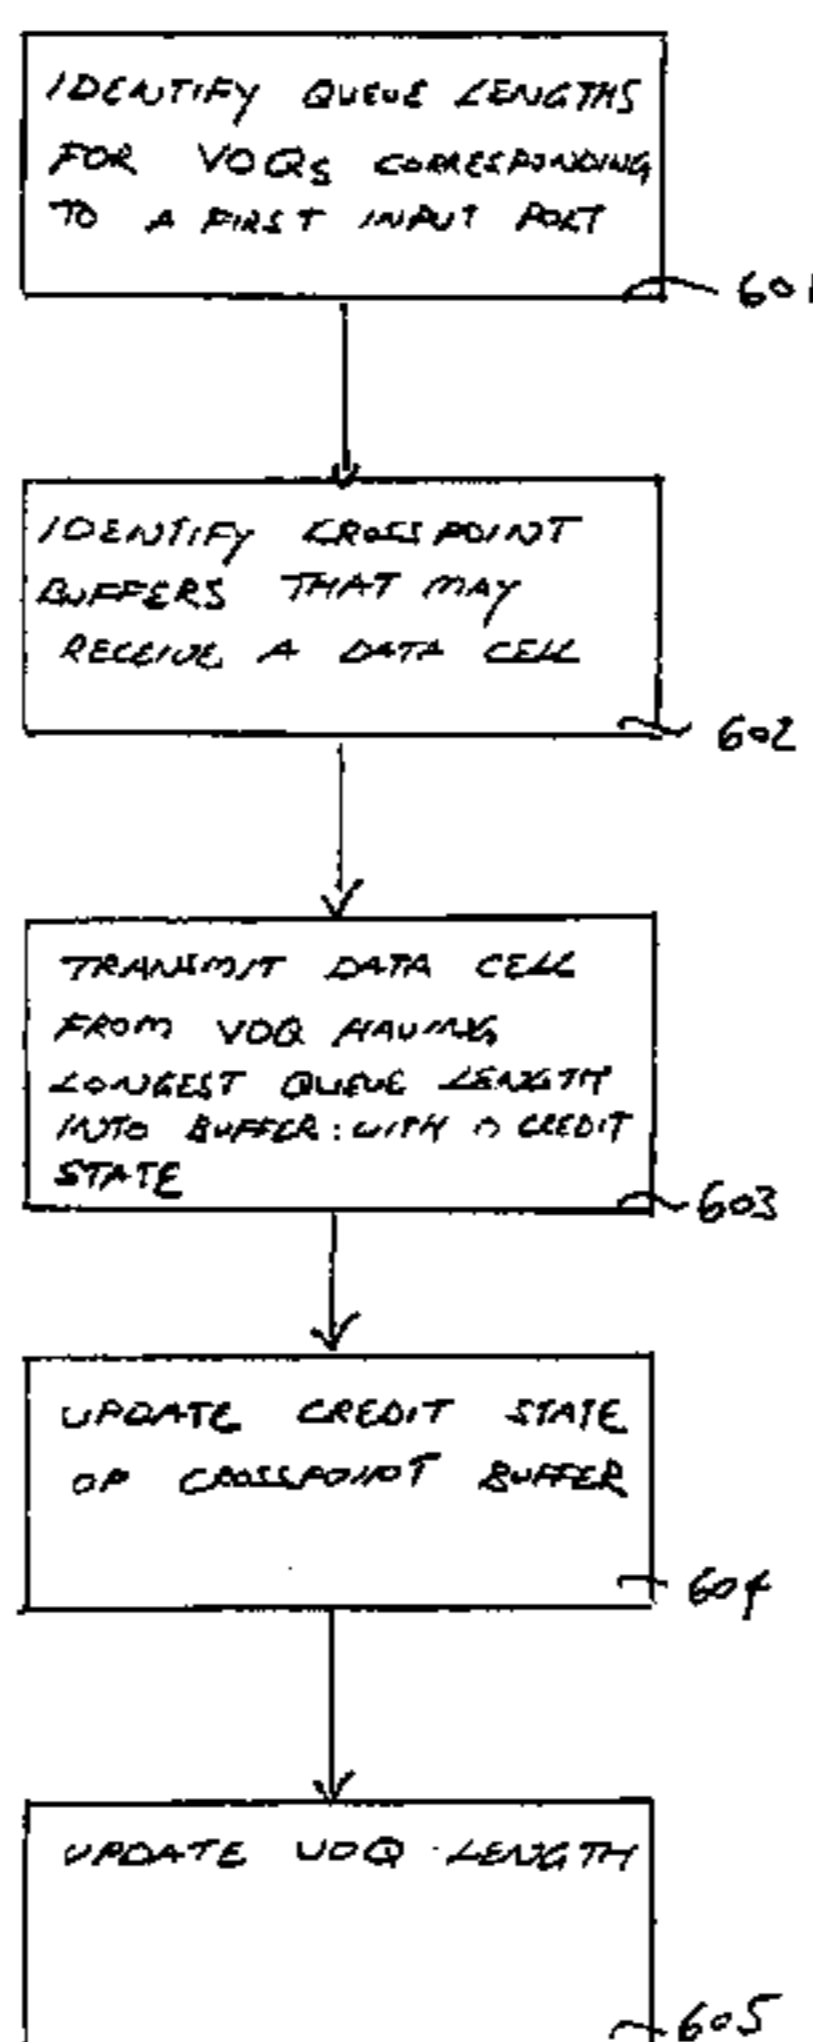 IDENTIFY QUEUE LENGTHS
FOR VOQs CORRESPONDING
TO A FIRST INPUT PORT
601
IDENTIFY CROSSPOINT
BUFFERS THAT MAY
RECEIVE A DATA CELL
602
TRANSMIT DATA CELL
FROM VOQ HAVING
LONGEST QUEUE LENGTH
INTO BUFFER WITH CREDIT
STATE
603
UPDATE CREDIT STATE
OF CROSSPOINT BUFFER
604
UPDATE VOQ LENGTH
605